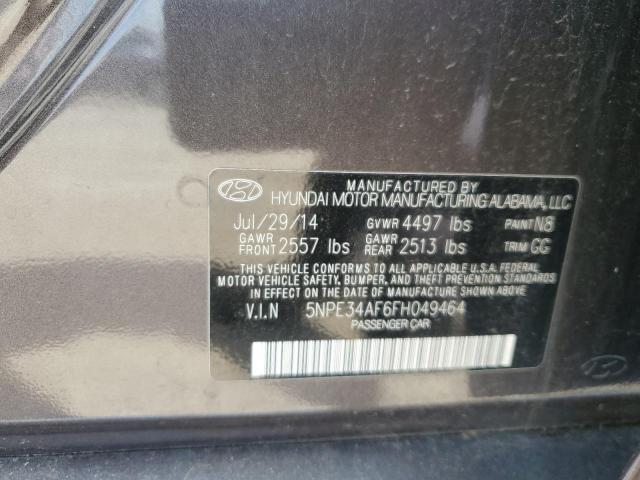 MANUFACTURED BY
HYUNDAI MOTOR MANUFACTURING ALABAMA, LLC
Jul/29/14 GVWR 4497 lbs PAINT N8
GAWR FRONT 2557 lbs GAWR REAR 2513 lbs TRIM GG
THIS VEHICLE CONFORMS TO ALL APPLICABLE U.S.A. FEDERAL
MOTOR VEHICLE SAFETY, BUMPER, AND THEFT PREVENTION STANDARDS
IN EFFECT ON THE DATE OF MANUFACTURE SHOWN ABOVE.
V.I.N 5NPE34AF6FH049464
PASSENGER CAR